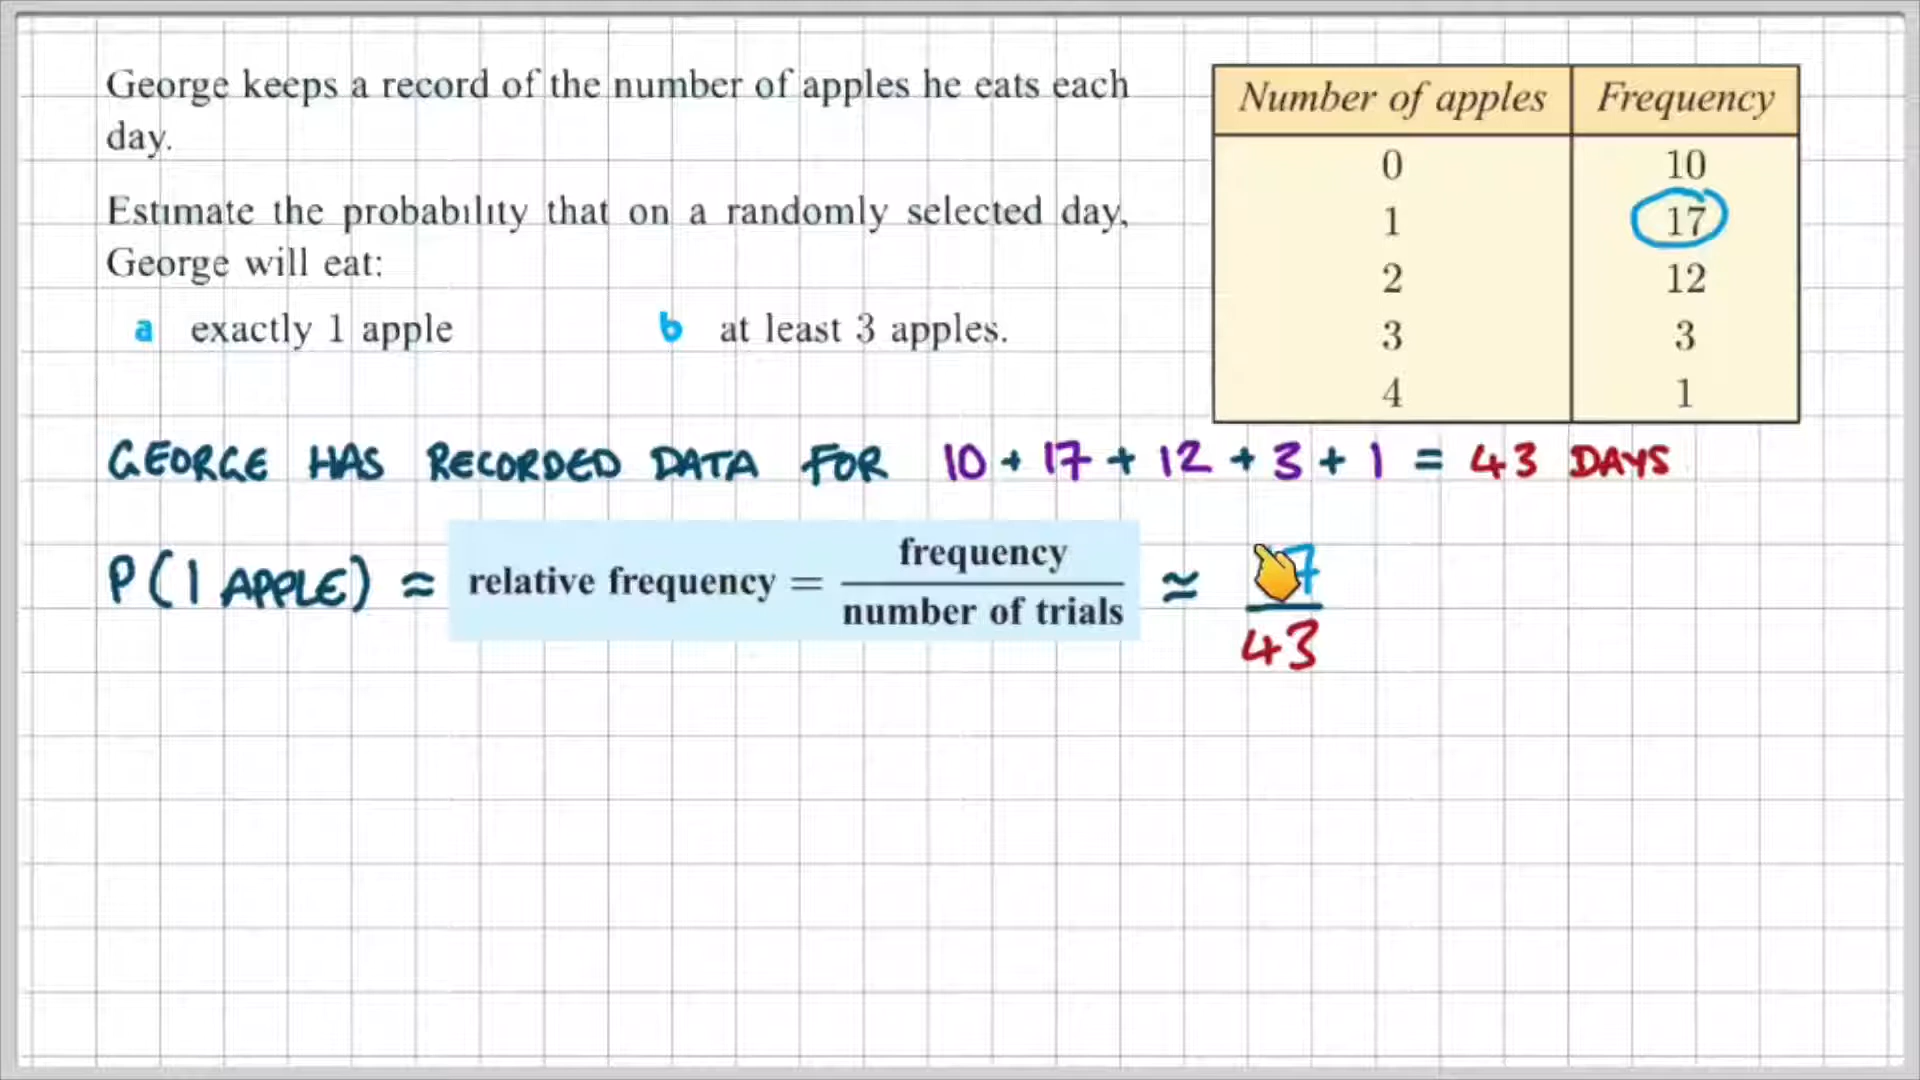 George keeps a record of the number of apples he eats each
day.
Estimate the probability that on a randomly selected day,
George will eat:
a exactly 1 apple b at least 3 apples.
Number of apples Frequency
0 10
1 17
2 12
3 3
4 1
GEORGE HAS RECORDED DATA FOR 10 + 17 + 12 + 3 + 1 = 43 DAYS
P(1 APPLE) ≈ relative frequency = frequency / number of trials ≈ 7 / 43